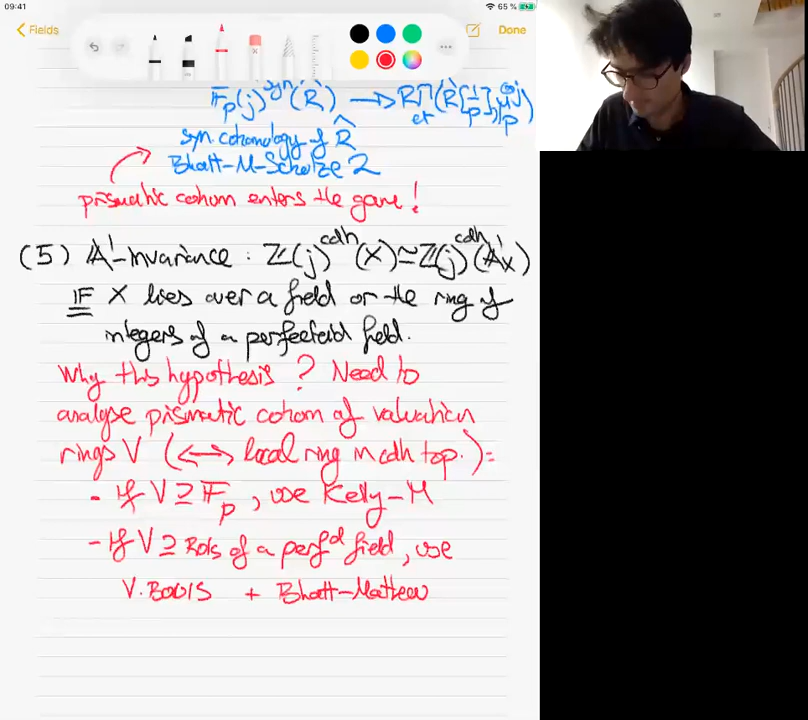 09:41
65 %
Fields
Done
𝔽_p(j)^syn(R̂) → RΓ_et(R̂[1/p], μ_p^⊗j)
syn. cohomology of R̂
Bhatt-M-Scholze 2
prismatic cohom enters the game!
(5) A¹-invariance : ℤ(j)^cdh(X) ≃ ℤ(j)^cdh(A¹_X)
IF X lies over a field or the ring of
integers of a perfectoid field.
Why this hypothesis? Need to
analyse prismatic cohom of valuation
rings V (↔ local ring in cdh top.):
- if V ⊇ 𝔽_p, use Kelly-M
- If V ⊇ RoIs of a perf^d field, use
V. Bouis + Bhatt-Mathew